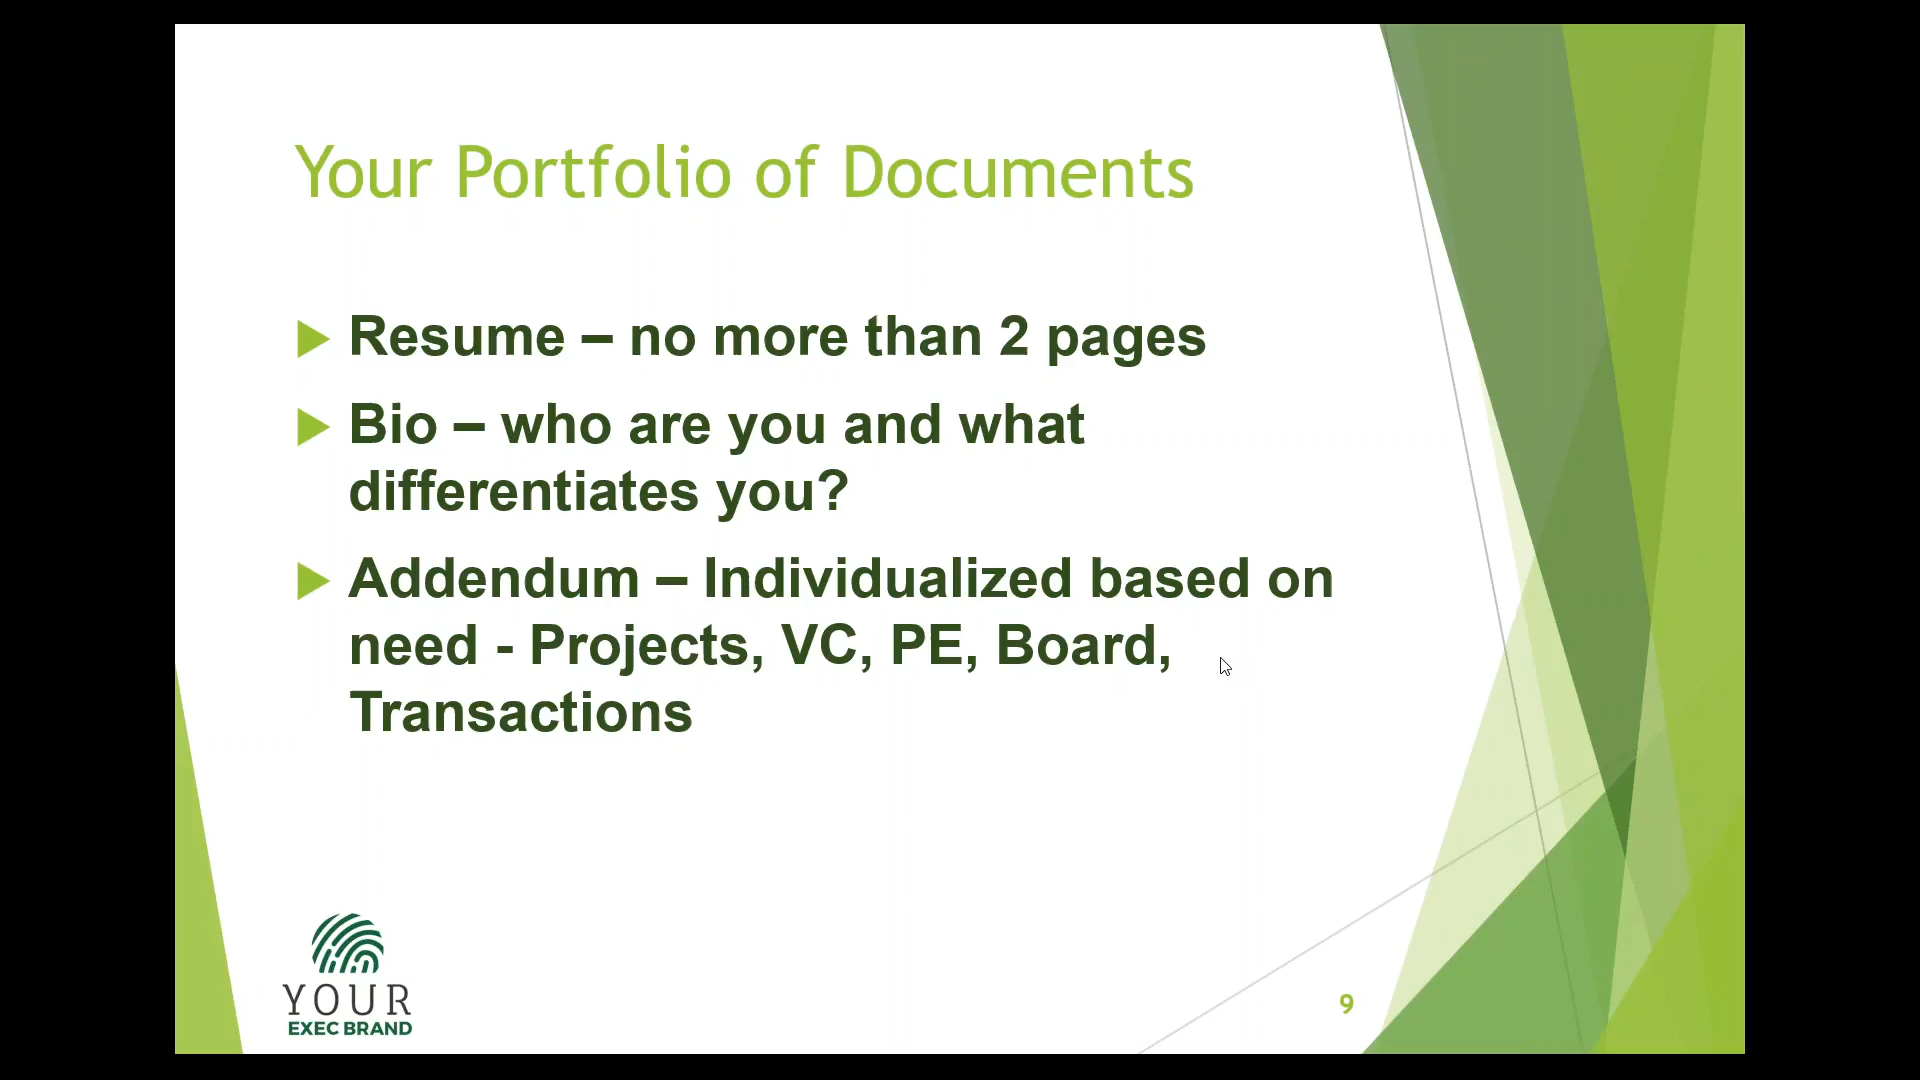 Your Portfolio of Documents
Resume – no more than 2 pages
Bio – who are you and what
differentiates you?
Addendum – Individualized based on
need - Projects, VC, PE, Board,
Transactions
YOUR
EXEC BRAND
9